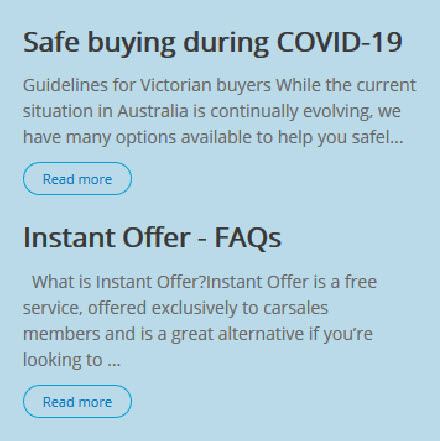 Safe buying during COVID-19
Guidelines for Victorian buyers While the current
situation in Australia is continually evolving, we
have many options available to help you safel...
Read more
Instant Offer - FAQs
What is Instant Offer?Instant Offer is a free
service, offered exclusively to carsales
members and is a great alternative if you’re
looking to ...
Read more